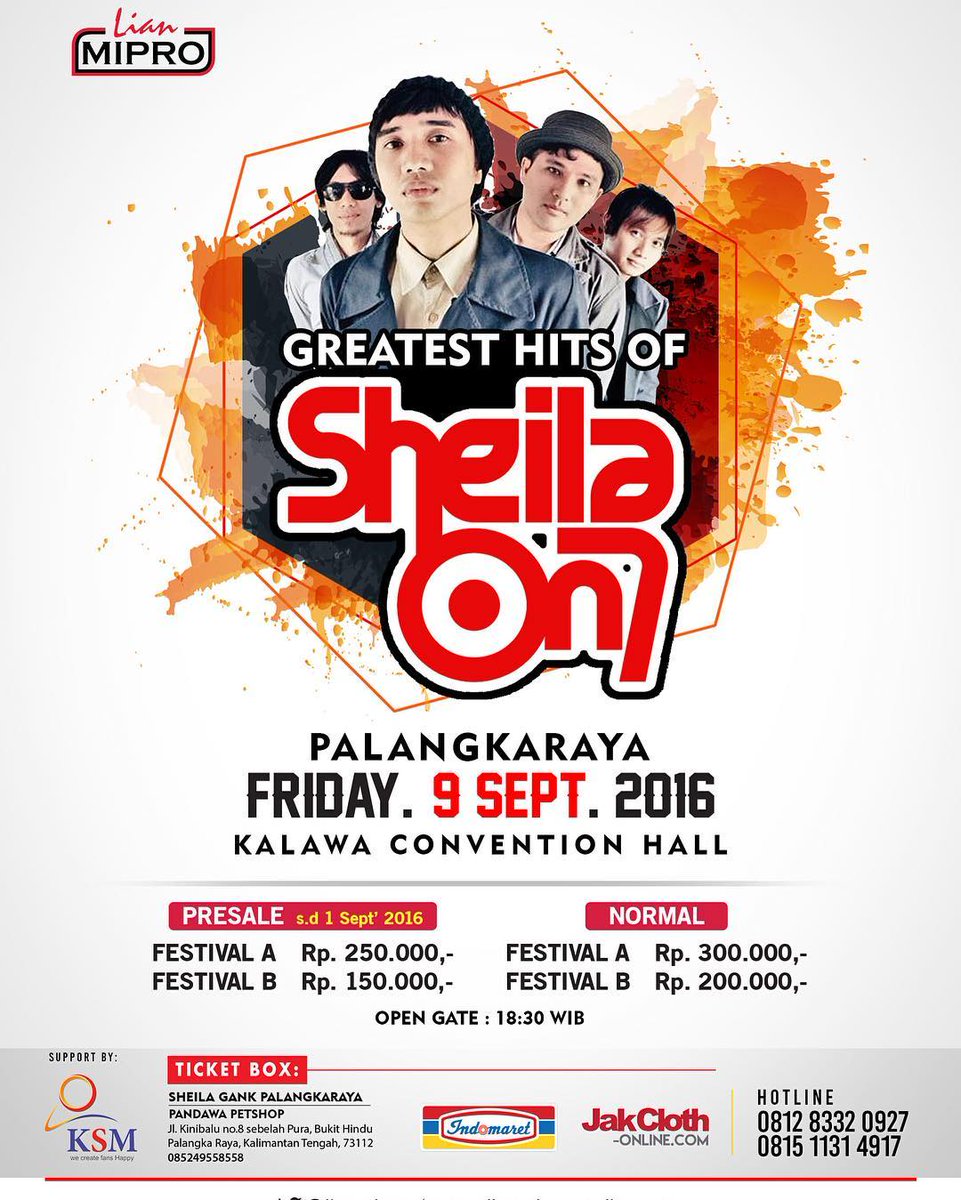 Lian
MIPRO
GREATEST HITS OF
Sheila
On7
PALANGKARAYA
FRIDAY. 9 SEPT. 2016
KALAWA CONVENTION HALL
PRESALE s.d 1 Sept' 2016
FESTIVAL A Rp. 250.000,-
FESTIVAL B Rp. 150.000,-
NORMAL
FESTIVAL A Rp. 300.000,-
FESTIVAL B Rp. 200.000,-
OPEN GATE : 18:30 WIB
SUPPORT BY:
KSM
we create fans Happy
TICKET BOX:
SHEILA GANK PALANGKARAYA
PANDAWA PETSHOP
Jl. Kinibalu no.8 sebelah Pura, Bukit Hindu
Palangka Raya, Kalimantan Tengah, 73112
085249558558
Indomaret
JakCloth
-ONLINE.COM
HOTLINE
0812 8332 0927
0815 1131 4917